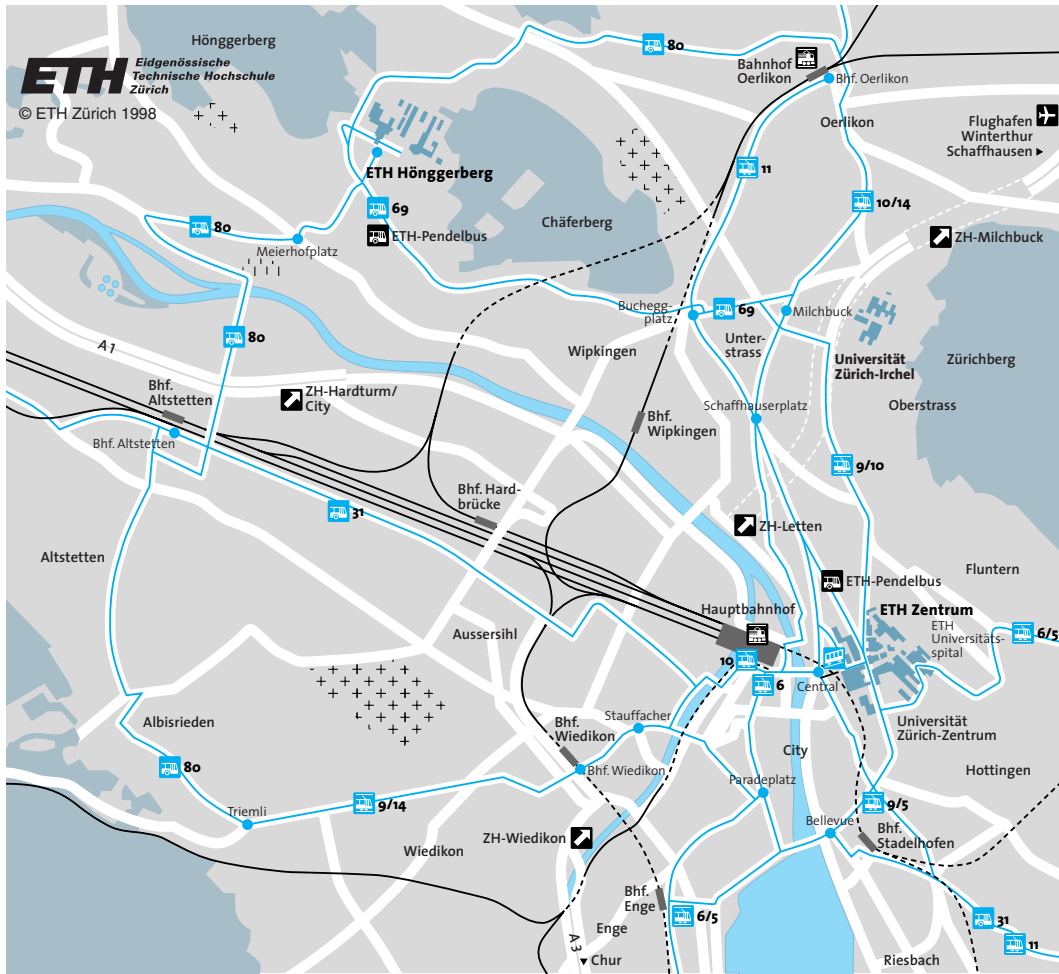 Hönggerberg
ETH Eidgenössische
Technische Hochschule
Zürich
© ETH Zürich 1998
80
Bahnhof
Oerlikon
Bhf. Oerlikon
Oerlikon
Flughafen
Winterthur
Schaffhausen ▸
ETH Hönggerberg
11
69
10/14
80
ETH-Pendelbus
Chäferberg
ZH-Milchbuck
Meierhofplatz
Buchegg-
platz
69
Milchbuck
80
Unter-
strass
A1
Wipkingen
Universität
Zürich-Irchel
Zürichberg
Bhf.
Altstetten
ZH-Hardturm/
City
Schaffhauserplatz
Oberstrass
Bhf.
Wipkingen
Bhf. Altstetten
9/10
Bhf. Hard-
brücke
31
ZH-Letten
Altstetten
Fluntern
ETH-Pendelbus
Hauptbahnhof
ETH Zentrum
ETH
Universitäts-
spital
6/5
Aussersihl
10
6
Central
Albisrieden
Stauffacher
Universität
Zürich-Zentrum
Bhf.
Wiedikon
City
80
Bhf. Wiedikon
Paradeplatz
Hottingen
9/14
9/5
Triemli
Bellevue
Bhf.
Stadelhofen
Wiedikon
ZH-Wiedikon
Bhf.
Enge
6/5
31
Enge
A3
11
▾ Chur
Riesbach